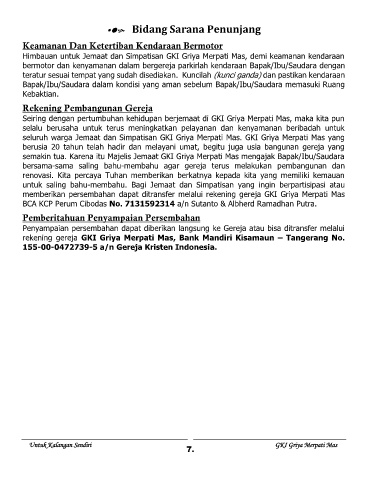 Bidang Sarana Penunjang
Keamanan Dan Ketertiban Kendaraan Bermotor
Himbauan untuk Jemaat dan Simpatisan GKI Griya Merpati Mas, demi keamanan kendaraan
bermotor dan kenyamanan dalam bergereja parkirlah kendaraan Bapak/Ibu/Saudara dengan
teratur sesuai tempat yang sudah disediakan. Kuncilah (kunci ganda) dan pastikan kendaraan
Bapak/Ibu/Saudara dalam kondisi yang aman sebelum Bapak/Ibu/Saudara memasuki Ruang
Kebaktian.
Rekening Pembangunan Gereja
Seiring dengan pertumbuhan kehidupan berjemaat di GKI Griya Merpati Mas, maka kita pun
selalu berusaha untuk terus meningkatkan pelayanan dan kenyamanan beribadah untuk
seluruh warga Jemaat dan Simpatisan GKI Griya Merpati Mas. GKI Griya Merpati Mas yang
berusia 20 tahun telah hadir dan melayani umat, begitu juga usia bangunan gereja yang
semakin tua. Karena itu Majelis Jemaat GKI Griya Merpati Mas mengajak Bapak/Ibu/Saudara
bersama-sama saling bahu-membahu agar gereja terus melakukan pembangunan dan
renovasi. Kita percaya Tuhan memberikan berkatnya kepada kita yang memiliki kemauan
untuk saling bahu-membahu. Bagi Jemaat dan Simpatisan yang ingin berpartisipasi atau
memberikan persembahan dapat ditransfer melalui rekening gereja GKI Griya Merpati Mas
BCA KCP Perum Cibodas No. 7131592314 a/n Sutanto & Albherd Ramadhan Putra.
Pemberitahuan Penyampaian Persembahan
Penyampaian persembahan dapat diberikan langsung ke Gereja atau bisa ditransfer melalui
rekening gereja GKI Griya Merpati Mas, Bank Mandiri Kisamaun – Tangerang No.
155-00-0472739-5 a/n Gereja Kristen Indonesia.
Untuk Kalangan Sendiri
GKI Griya Merpati Mas
7.